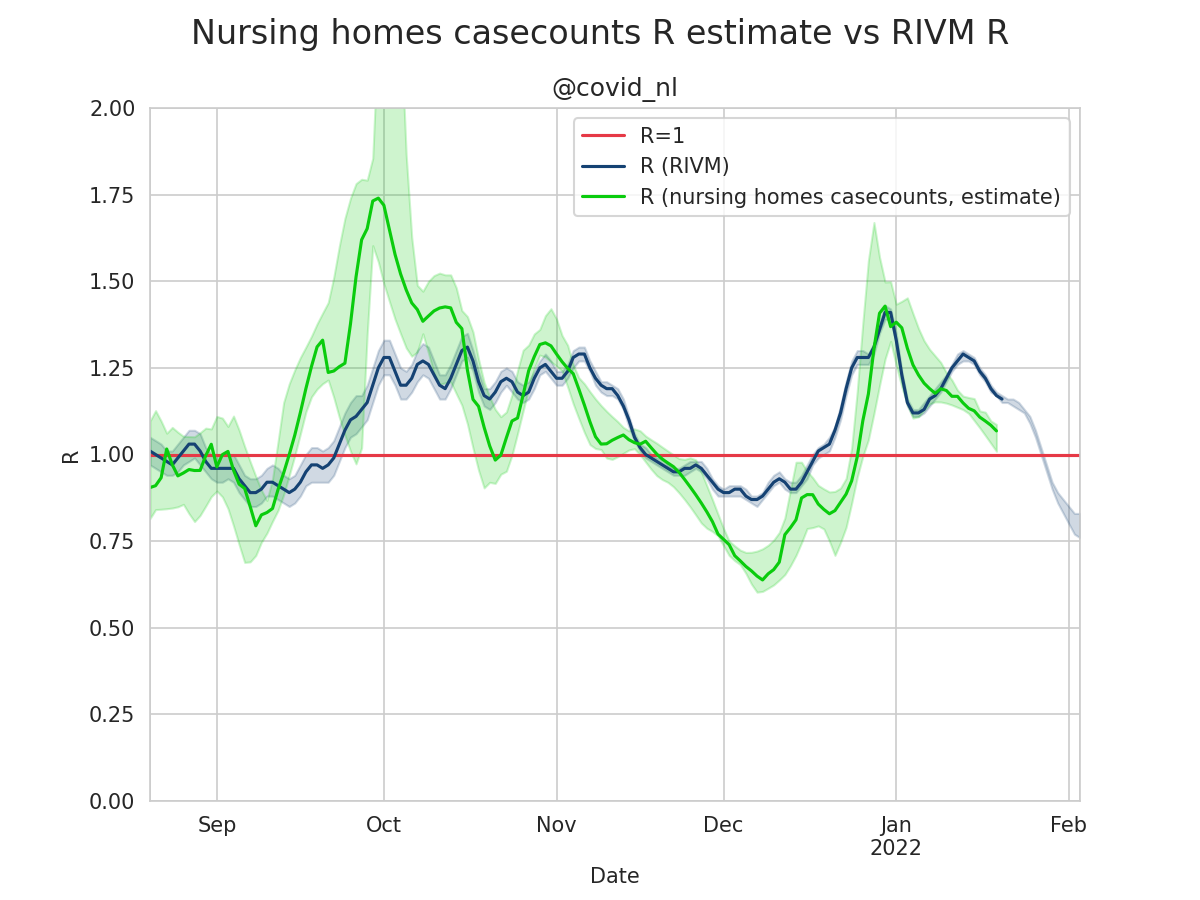 Nursing homes casecounts R estimate vs RIVM R
@covid_nl
2.00
1.75
1.50
1.25
1.00
0.75
0.50
0.25
0.00
R
R=1
R (RIVM)
R (nursing homes casecounts, estimate)
Sep
Oct
Nov
Dec
Jan
2022
Feb
Date